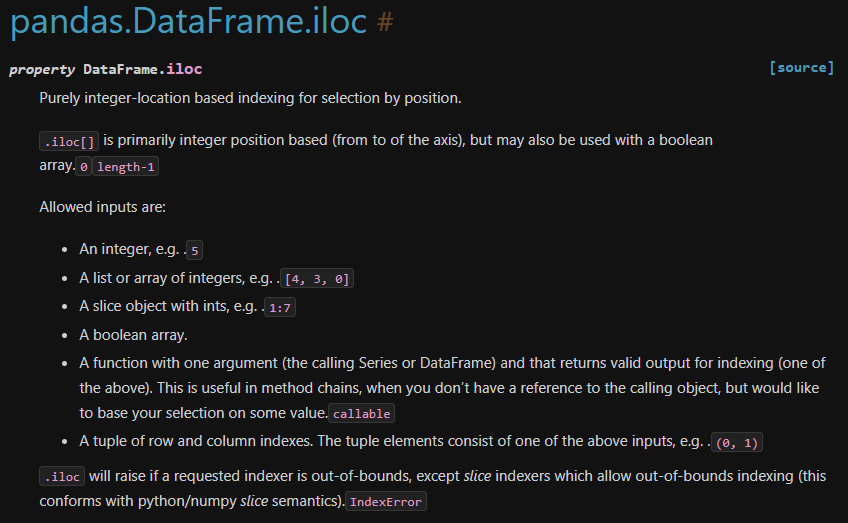 pandas.DataFrame.iloc #
property DataFrame.iloc [source]
Purely integer-location based indexing for selection by position.
.iloc[] is primarily integer position based (from to of the axis), but may also be used with a boolean
array. 0 length-1
Allowed inputs are:
• An integer, e.g. . 5
• A list or array of integers, e.g. . [4, 3, 0]
• A slice object with ints, e.g. . 1:7
• A boolean array.
• A function with one argument (the calling Series or DataFrame) and that returns valid output for indexing (one of
the above). This is useful in method chains, when you don’t have a reference to the calling object, but would like
to base your selection on some value. callable
• A tuple of row and column indexes. The tuple elements consist of one of the above inputs, e.g. . (0, 1)
.iloc will raise if a requested indexer is out-of-bounds, except slice indexers which allow out-of-bounds indexing (this
conforms with python/numpy slice semantics). IndexError